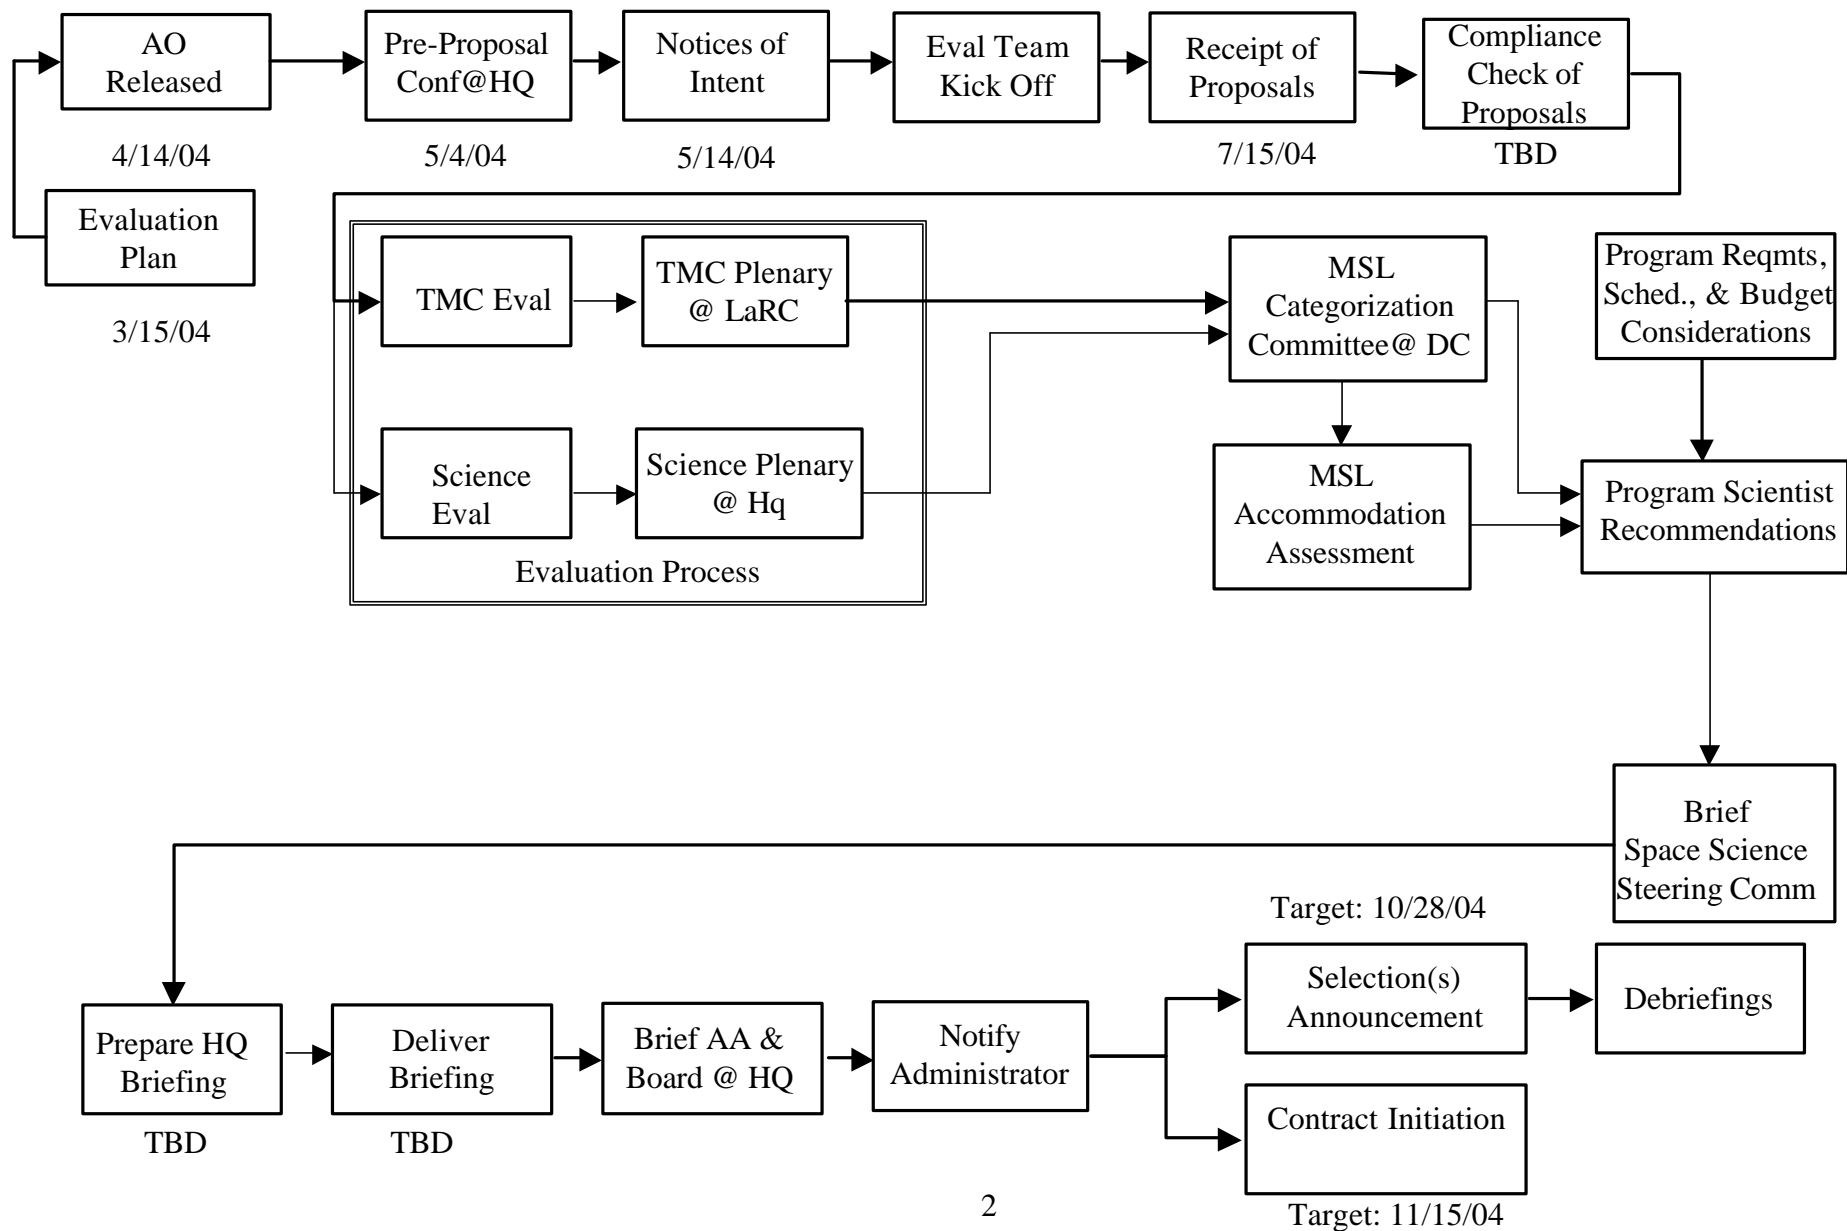 AO
Released
4/14/04
Pre-Proposal
Conf@HQ
5/4/04
Notices of
Intent
5/14/04
Eval Team
Kick Off
Receipt of
Proposals
7/15/04
Compliance
Check of
Proposals
TBD
Evaluation
Plan
3/15/04
TMC Eval
TMC Plenary
@ LaRC
Science
Eval
Science Plenary
@ Hq
Evaluation Process
MSL
Categorization
Committee@ DC
MSL
Accommodation
Assessment
Program Reqmts,
Sched., & Budget
Considerations
Program Scientist
Recommendations
Brief
Space Science
Steering Comm
Prepare HQ
Briefing
TBD
Deliver
Briefing
TBD
Brief AA &
Board @ HQ
Notify
Administrator
Target: 10/28/04
Selection(s)
Announcement
Debriefings
Contract Initiation
Target: 11/15/04
2